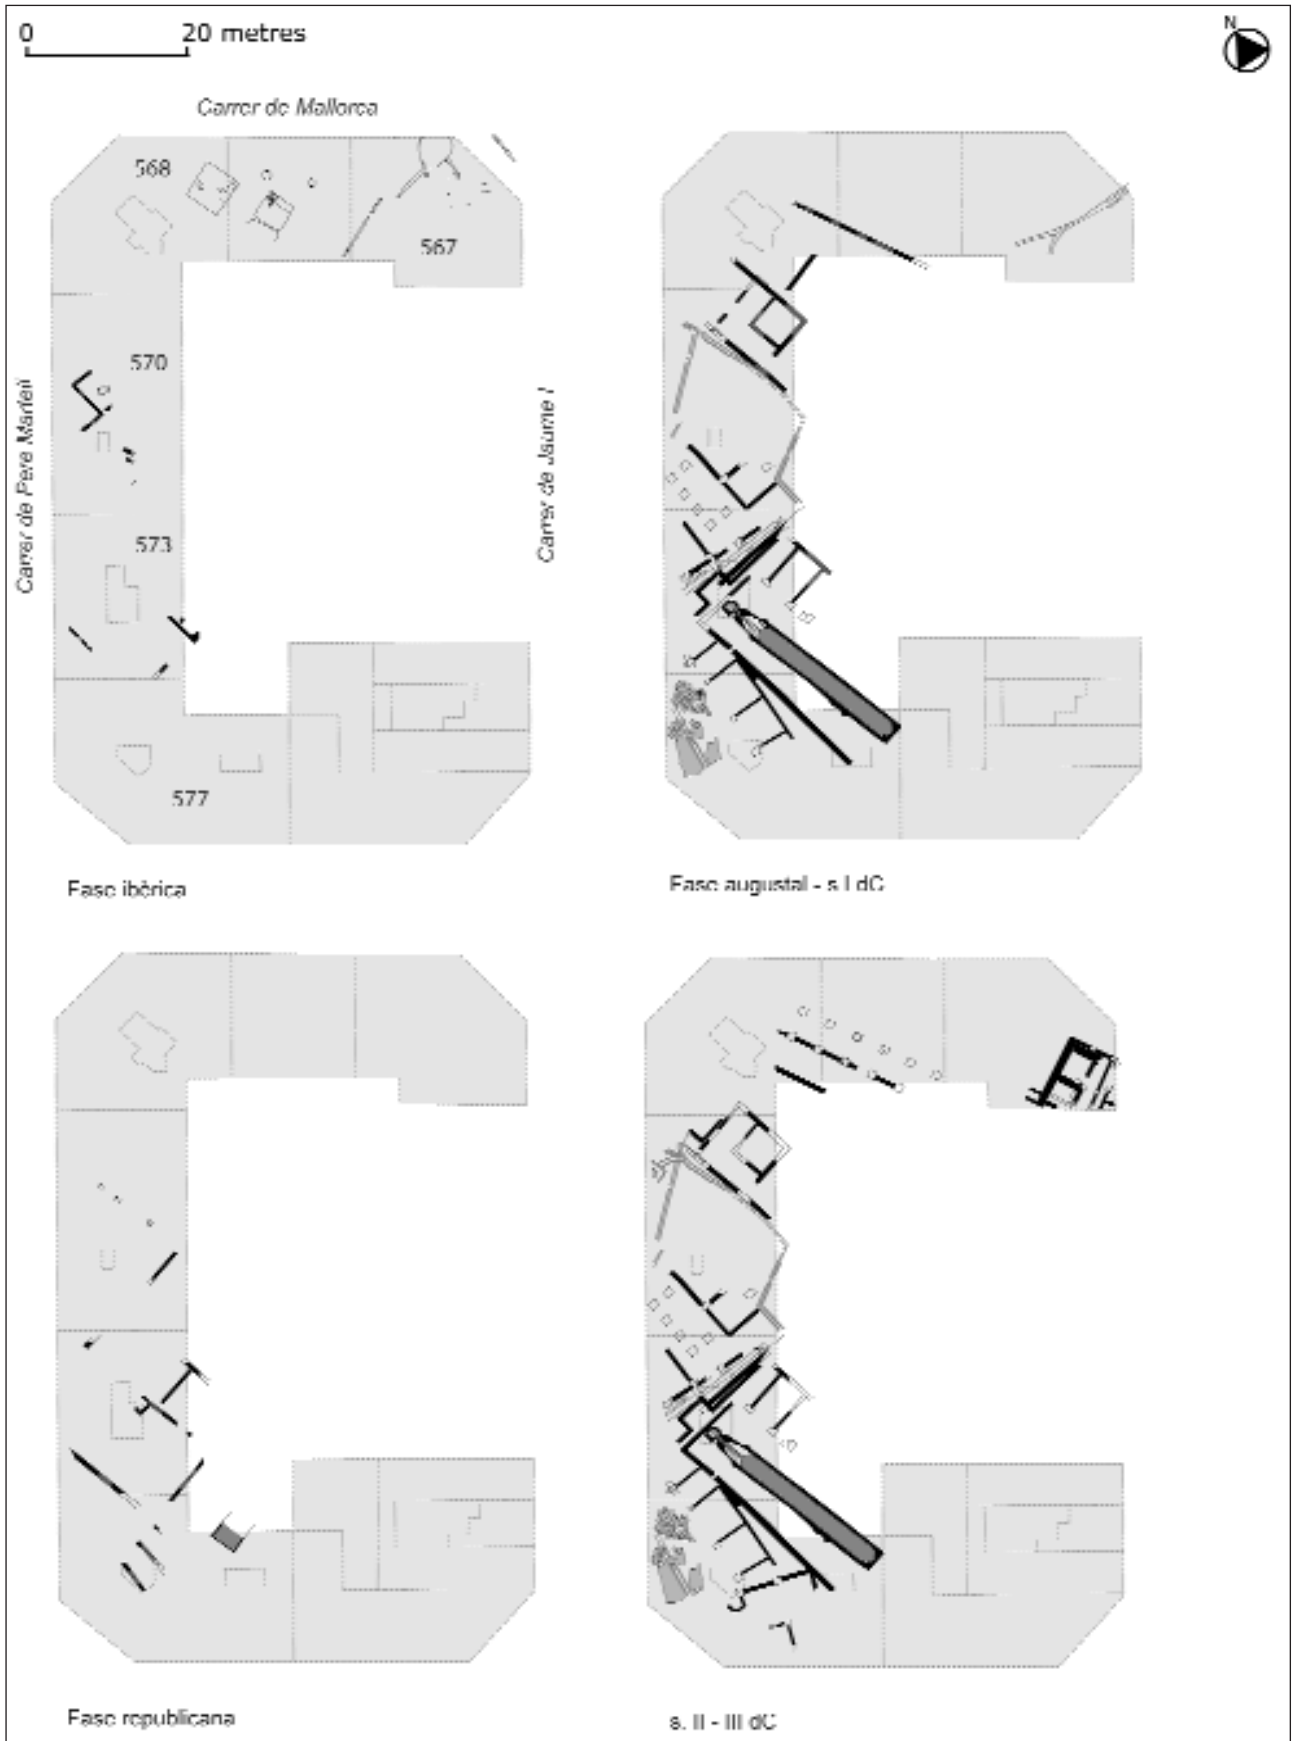 0 20 metres
N
Carrer de Mallorca
568
567
570
Carrer de Pere Martell
Carrer de Jaume I
573
577
Fase ibèrica
Fase augustal - s I dC
Fase republicana
s. II - III dC